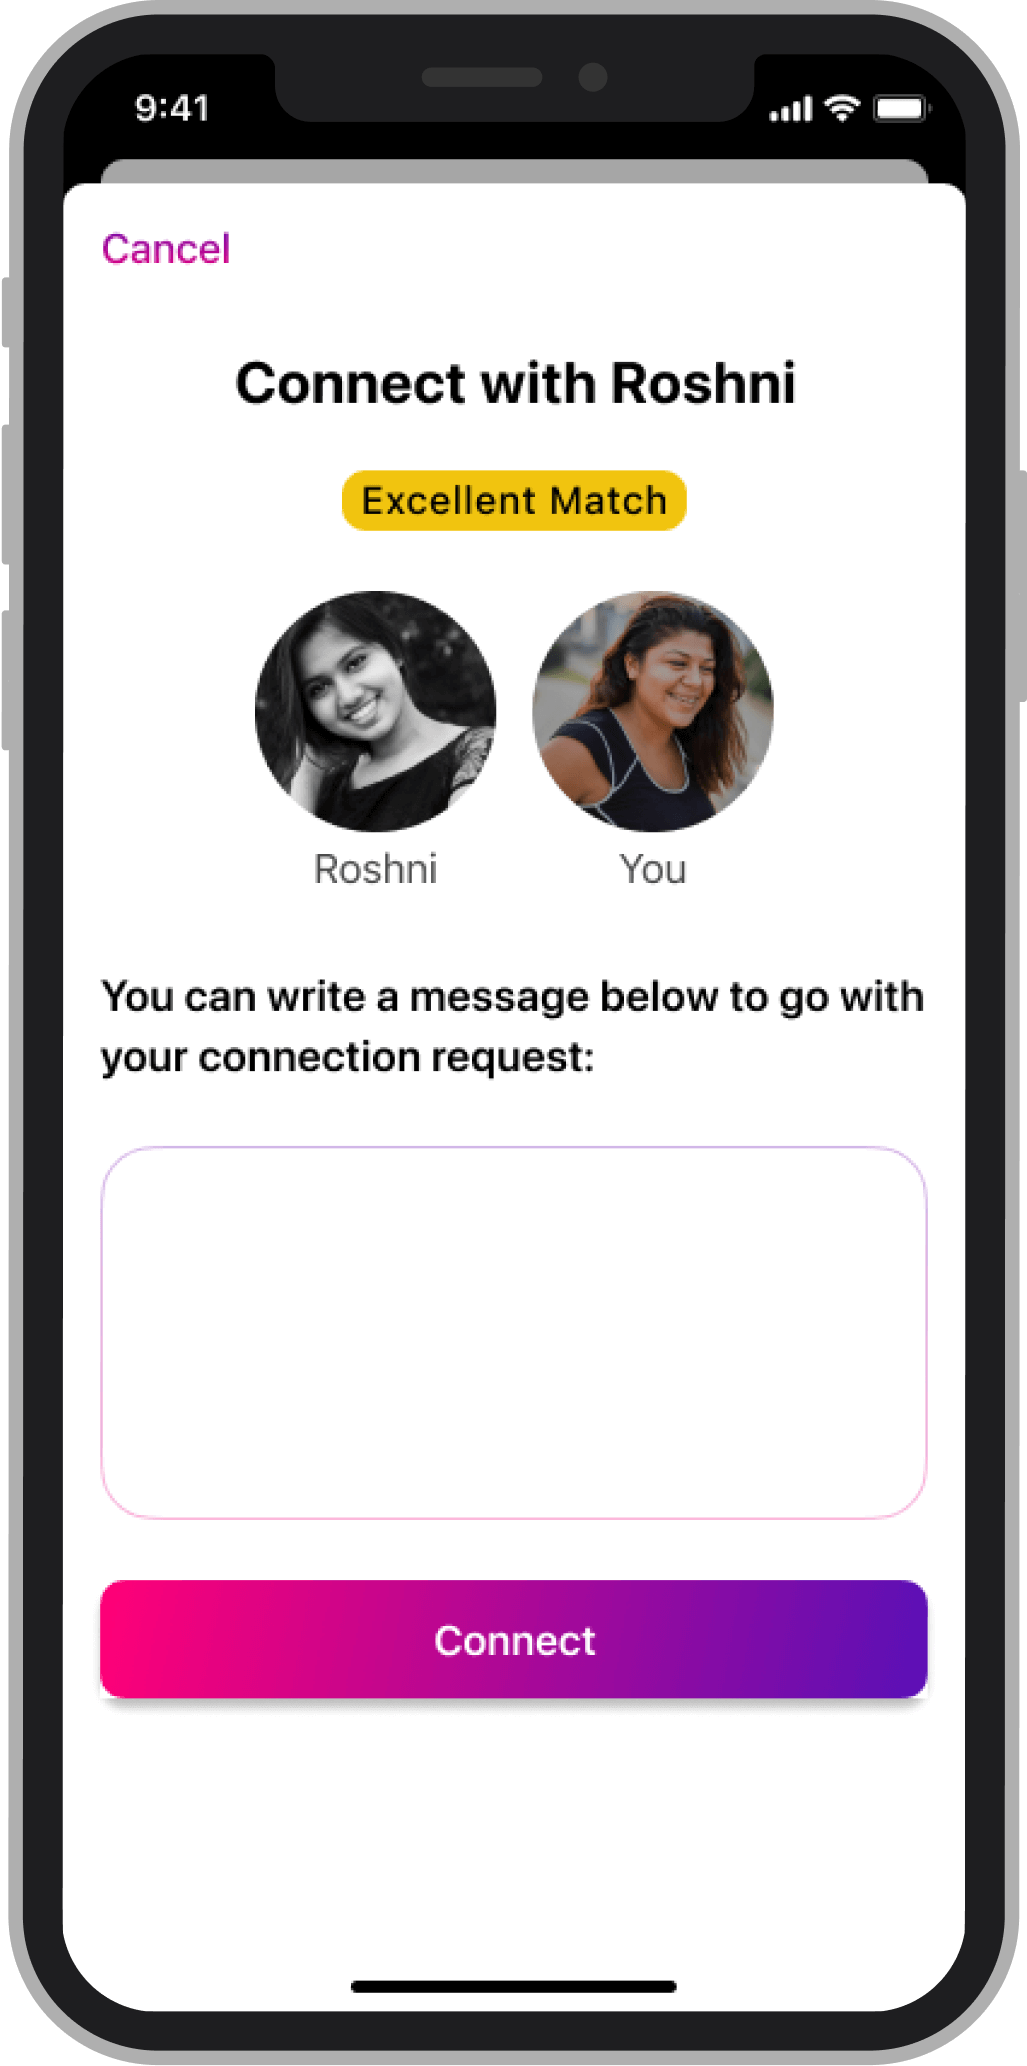 9:41
Cancel
Connect with Roshni
Excellent Match
Roshni
You
You can write a message below to go with
your connection request:
Connect